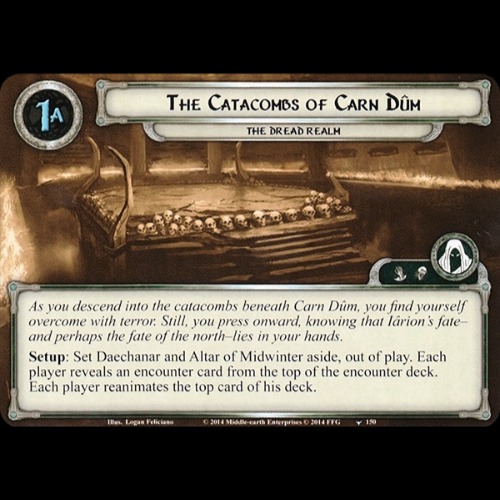 1A
THE CATACOMBS OF CARN DÛM
THE DREAD REALM
As you descend into the catacombs beneath Carn Dûm, you find yourself
overcome with terror. Still, you press onward, knowing that Iârion's fate–
and perhaps the fate of the north–lies in your hands.
Setup: Set Daechanar and Altar of Midwinter aside, out of play. Each
player reveals an encounter card from the top of the encounter deck.
Each player reanimates the top card of his deck.
Illus. Logan Feliciano © 2014 Middle-earth Enterprises © 2014 FFG 150